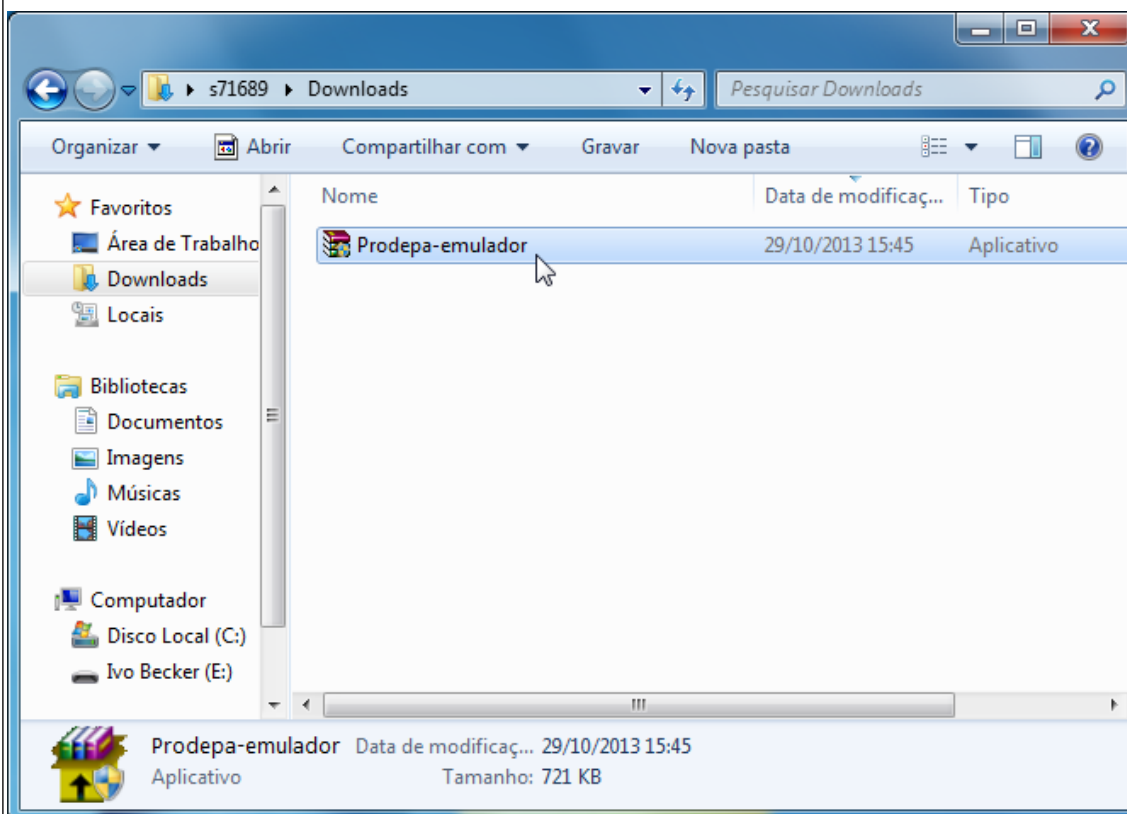 s71689 Downloads Pesquisar Downloads
Organizar Abrir Compartilhar com Gravar Nova pasta
Favoritos
Área de Trabalho
Downloads
Locais
Bibliotecas
Documentos
Imagens
Músicas
Vídeos
Computador
Disco Local (C:)
Ivo Becker (E:)
Nome Data de modificaç... Tipo
Prodepa-emulador 29/10/2013 15:45 Aplicativo
Prodepa-emulador Data de modificaç... 29/10/2013 15:45
Aplicativo Tamanho: 721 KB